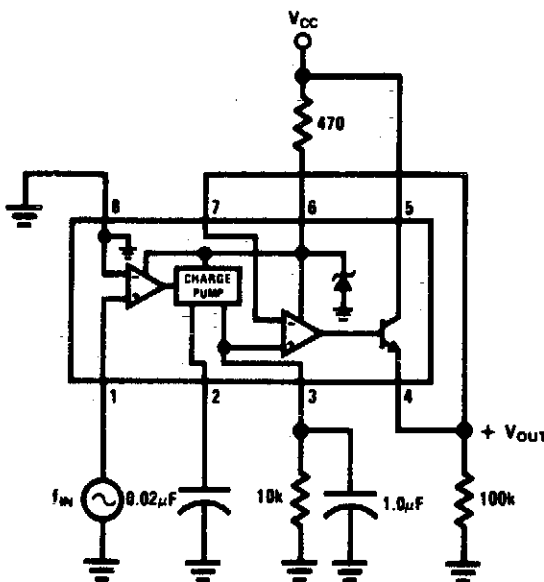 VCC
470
8 7 6 5
CHARGE
PUMP
1 2 3 4
+ VOUT
fIN 0.02μF 10k 1.0μF 100k